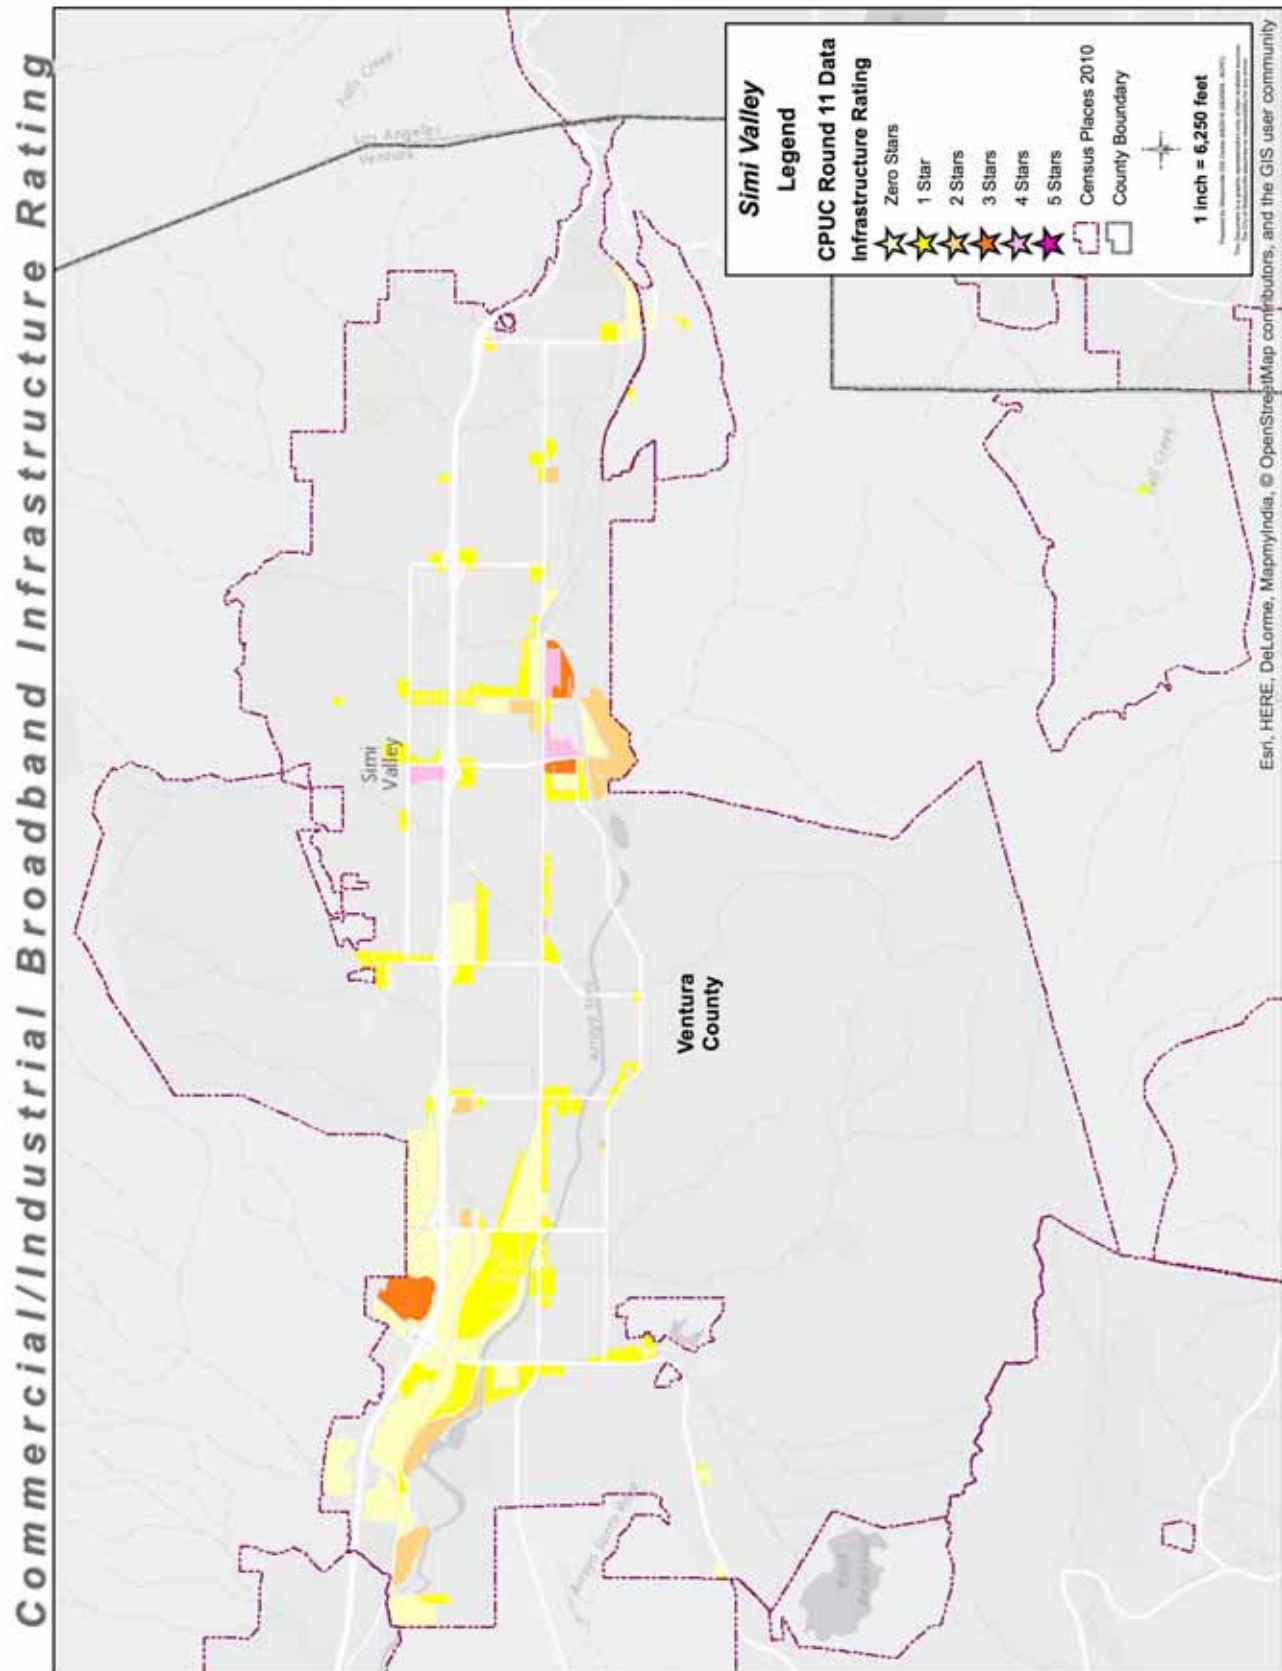 Commercial/Industrial Broadband Infrastructure Rating
Simi Valley
Legend
CPUC Round 11 Data
Infrastructure Rating
Zero Stars
1 Star
2 Stars
3 Stars
4 Stars
5 Stars
Census Places 2010
County Boundary
1 inch = 6,250 feet
Los Angeles
Ventura
Simi
Valley
Ventura
County
Bell Creek
Esri, HERE, DeLorme, MapmyIndia, © OpenStreetMap contributors, and the GIS user community